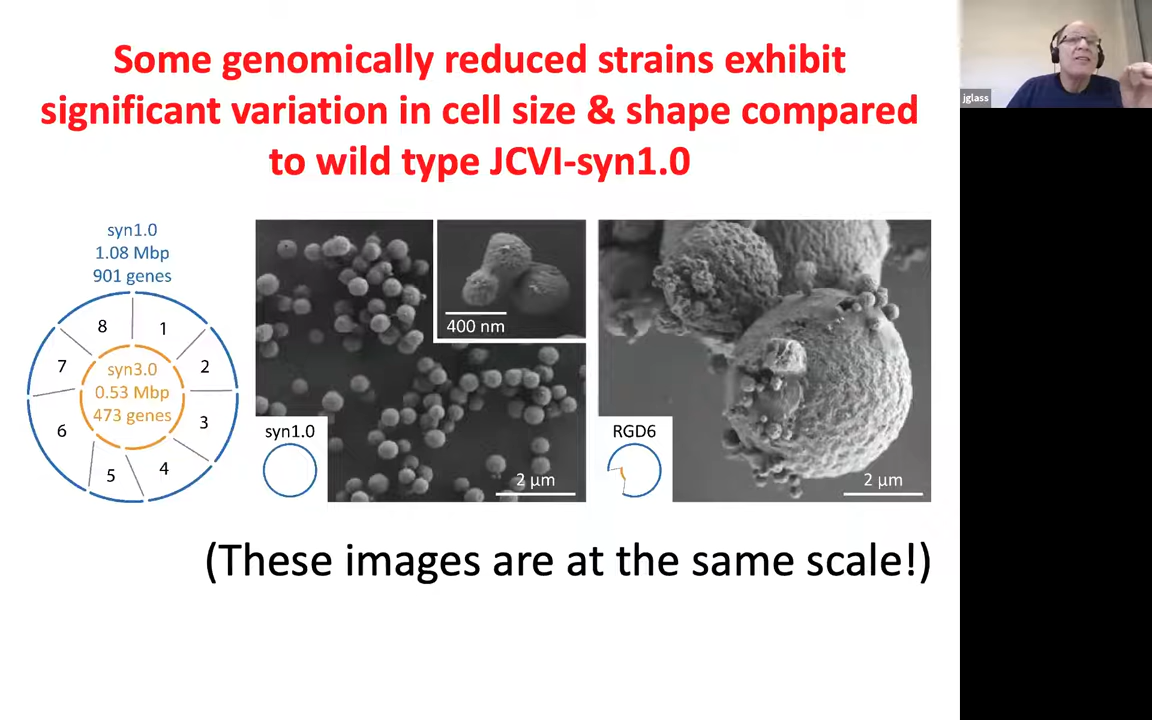 Some genomically reduced strains exhibit
significant variation in cell size & shape compared
to wild type JCVI-syn1.0
jglass
syn1.0
1.08 Mbp
901 genes
8
1
7
2
syn3.0
0.53 Mbp
473 genes
6
3
5
4
400 nm
syn1.0
2 µm
RGD6
2 µm
(These images are at the same scale!)